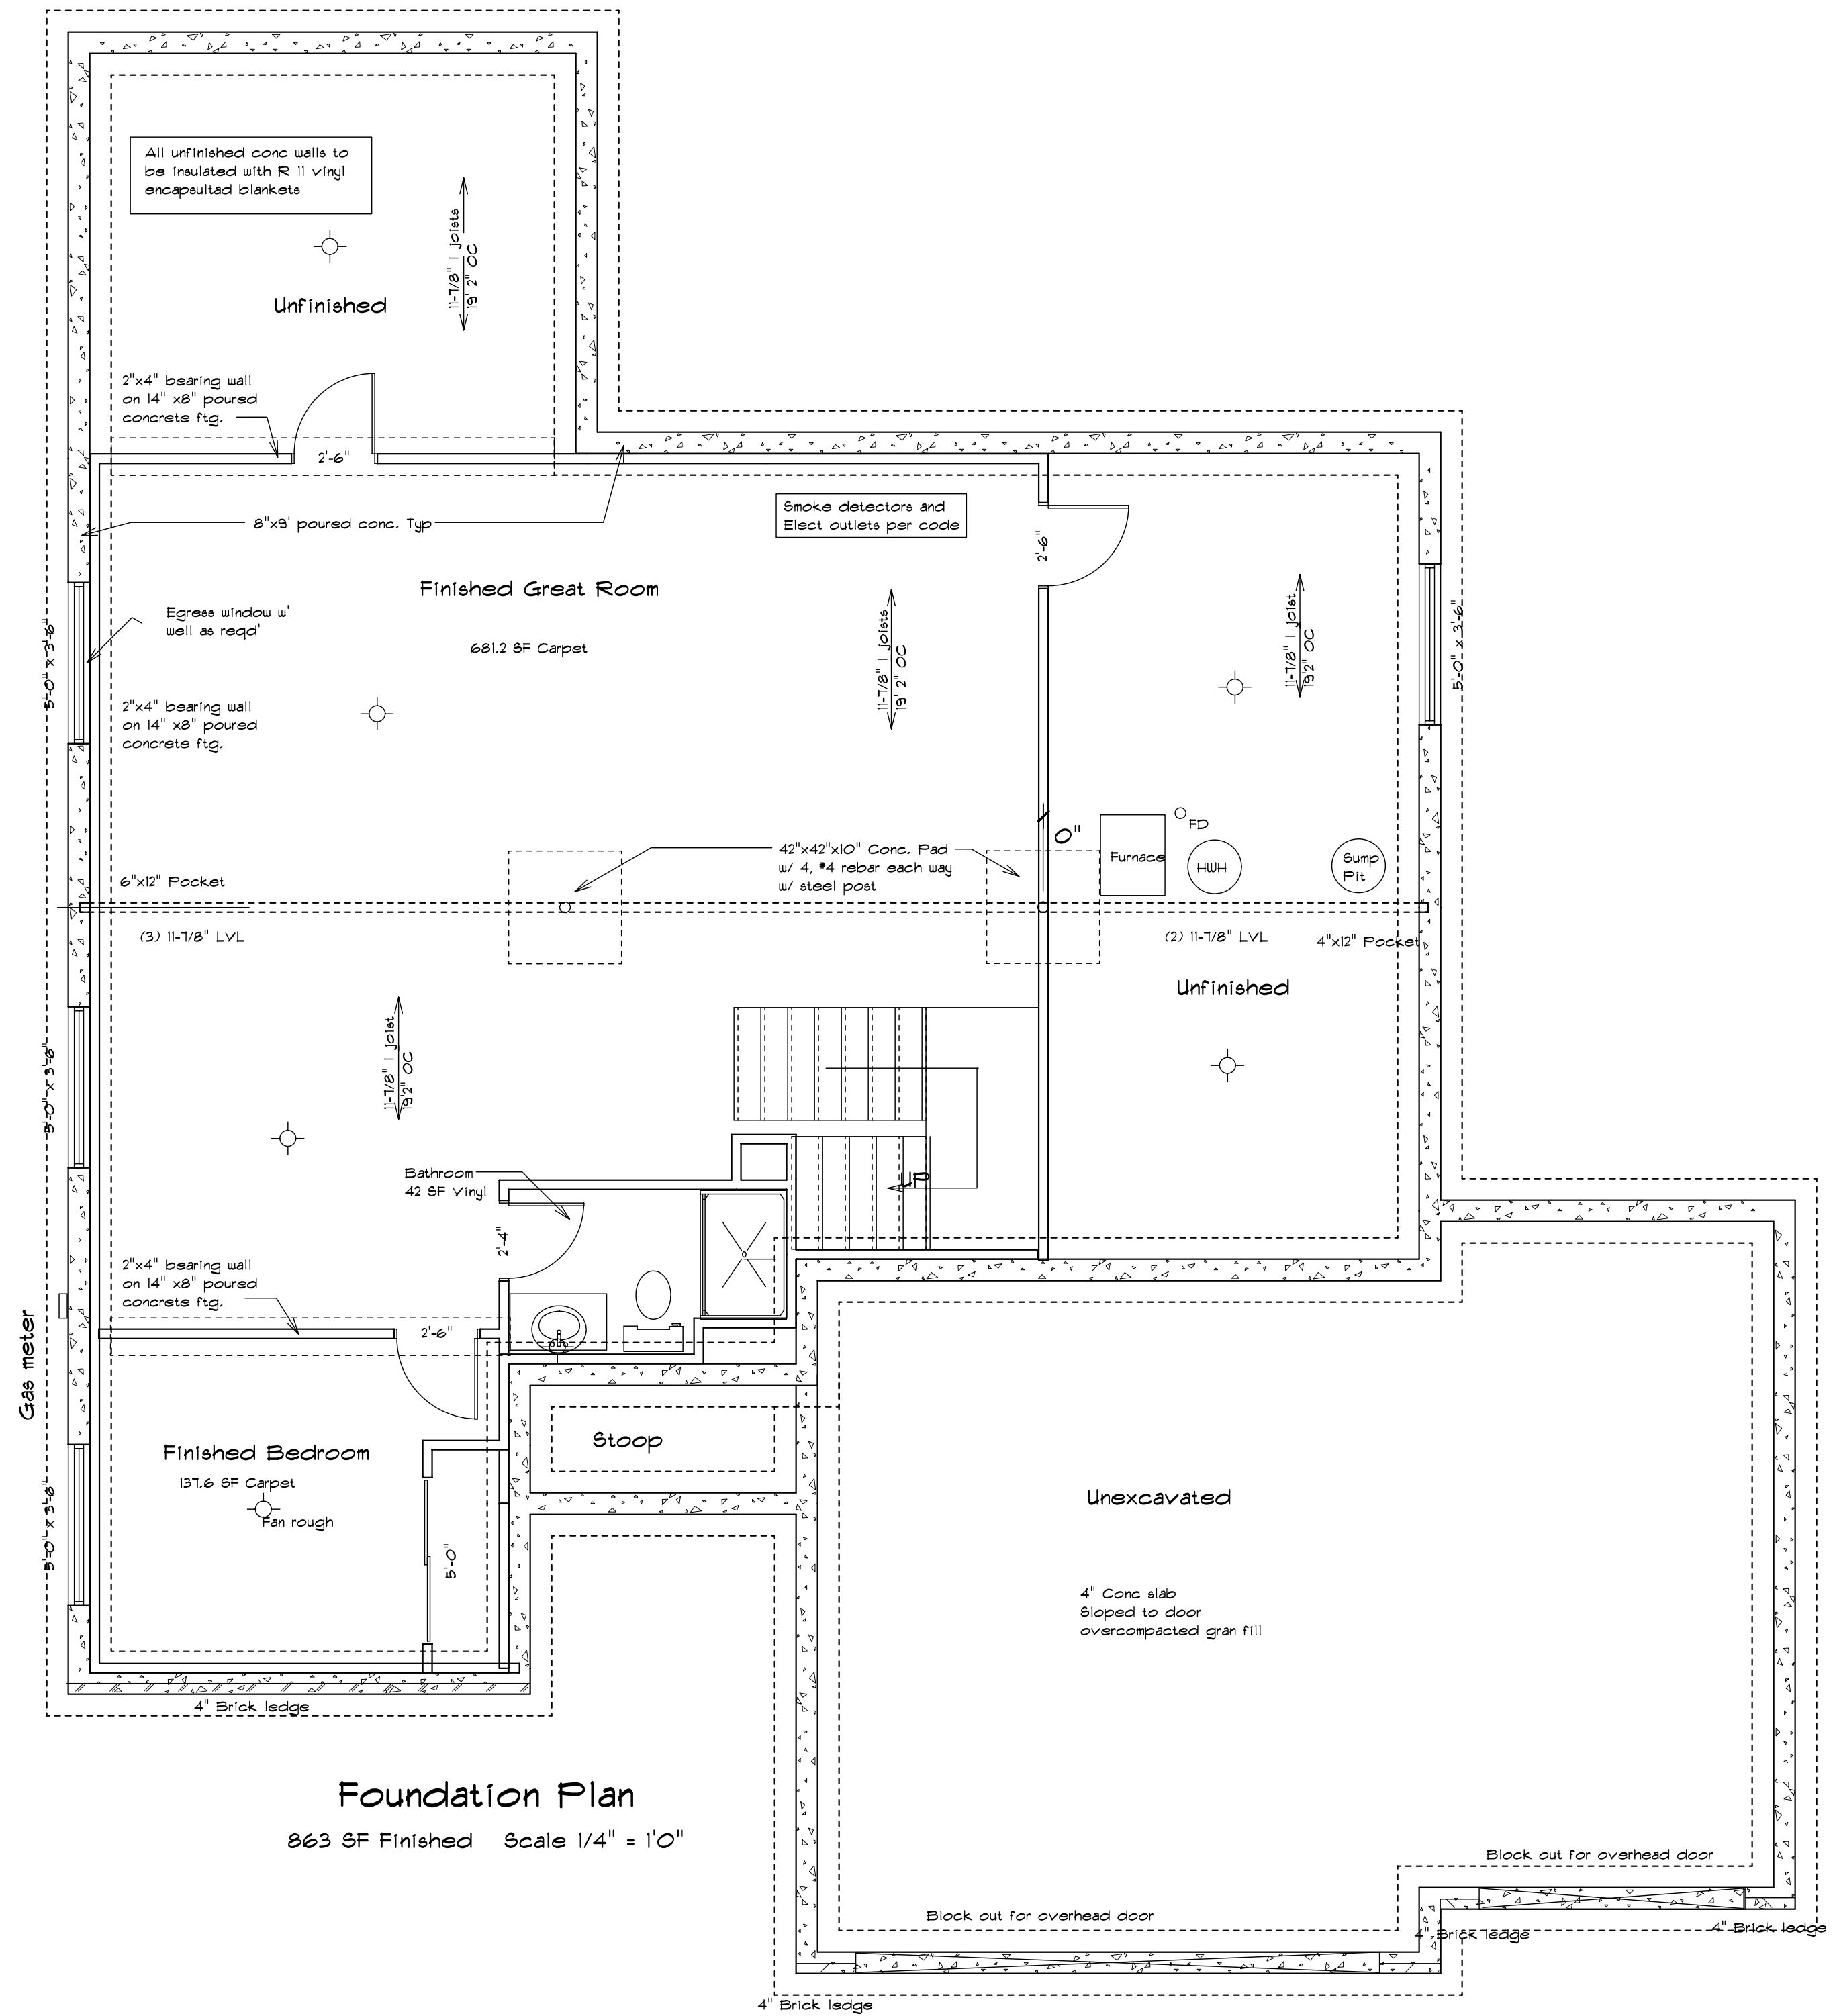 All unfinished conc walls to
be insulated with R 11 vinyl
encapsultad blankets
11-7/8" I joists
19' 2" OC
Unfinished
2"x4" bearing wall
on 14" x8" poured
concrete ftg.
2'-6"
Smoke detectors and
Elect outlets per code
8"x9' poured conc. Typ
2'-6"
Finished Great Room
681.2 SF Carpet
Egress window w'
well as reqd'
5'-0" x 3'-6"
11-7/8" I joists
19' 2" OC
11-7/8" I joist
19'2" OC
5'-0" x 3'-6"
2"x4" bearing wall
on 14" x8" poured
concrete ftg.
0"
FD
Furnace
HWH
Sump
Pit
42"x42"x10" Conc. Pad
w/ 4, #4 rebar each way
w/ steel post
6"x12" Pocket
(3) 11-7/8" LVL
(2) 11-7/8" LVL
4"x12" Pocket
Unfinished
11-7/8" I joist
19'2" OC
5'-0" x 3'-6"
Bathroom
42 SF Vinyl
UP
2'-4"
2"x4" bearing wall
on 14" x8" poured
concrete ftg.
2'-6"
Gas meter
Stoop
Finished Bedroom
137.6 SF Carpet
Fan rough
5'-0"
5'-0" x 3'-6"
Unexcavated
4" Conc slab
Sloped to door
overcompacted gran fill
4" Brick ledge
Foundation Plan
863 SF Finished Scale 1/4" = 1'0"
Block out for overhead door
Block out for overhead door
4" Brick ledge
4" Brick ledge
4" Brick ledge